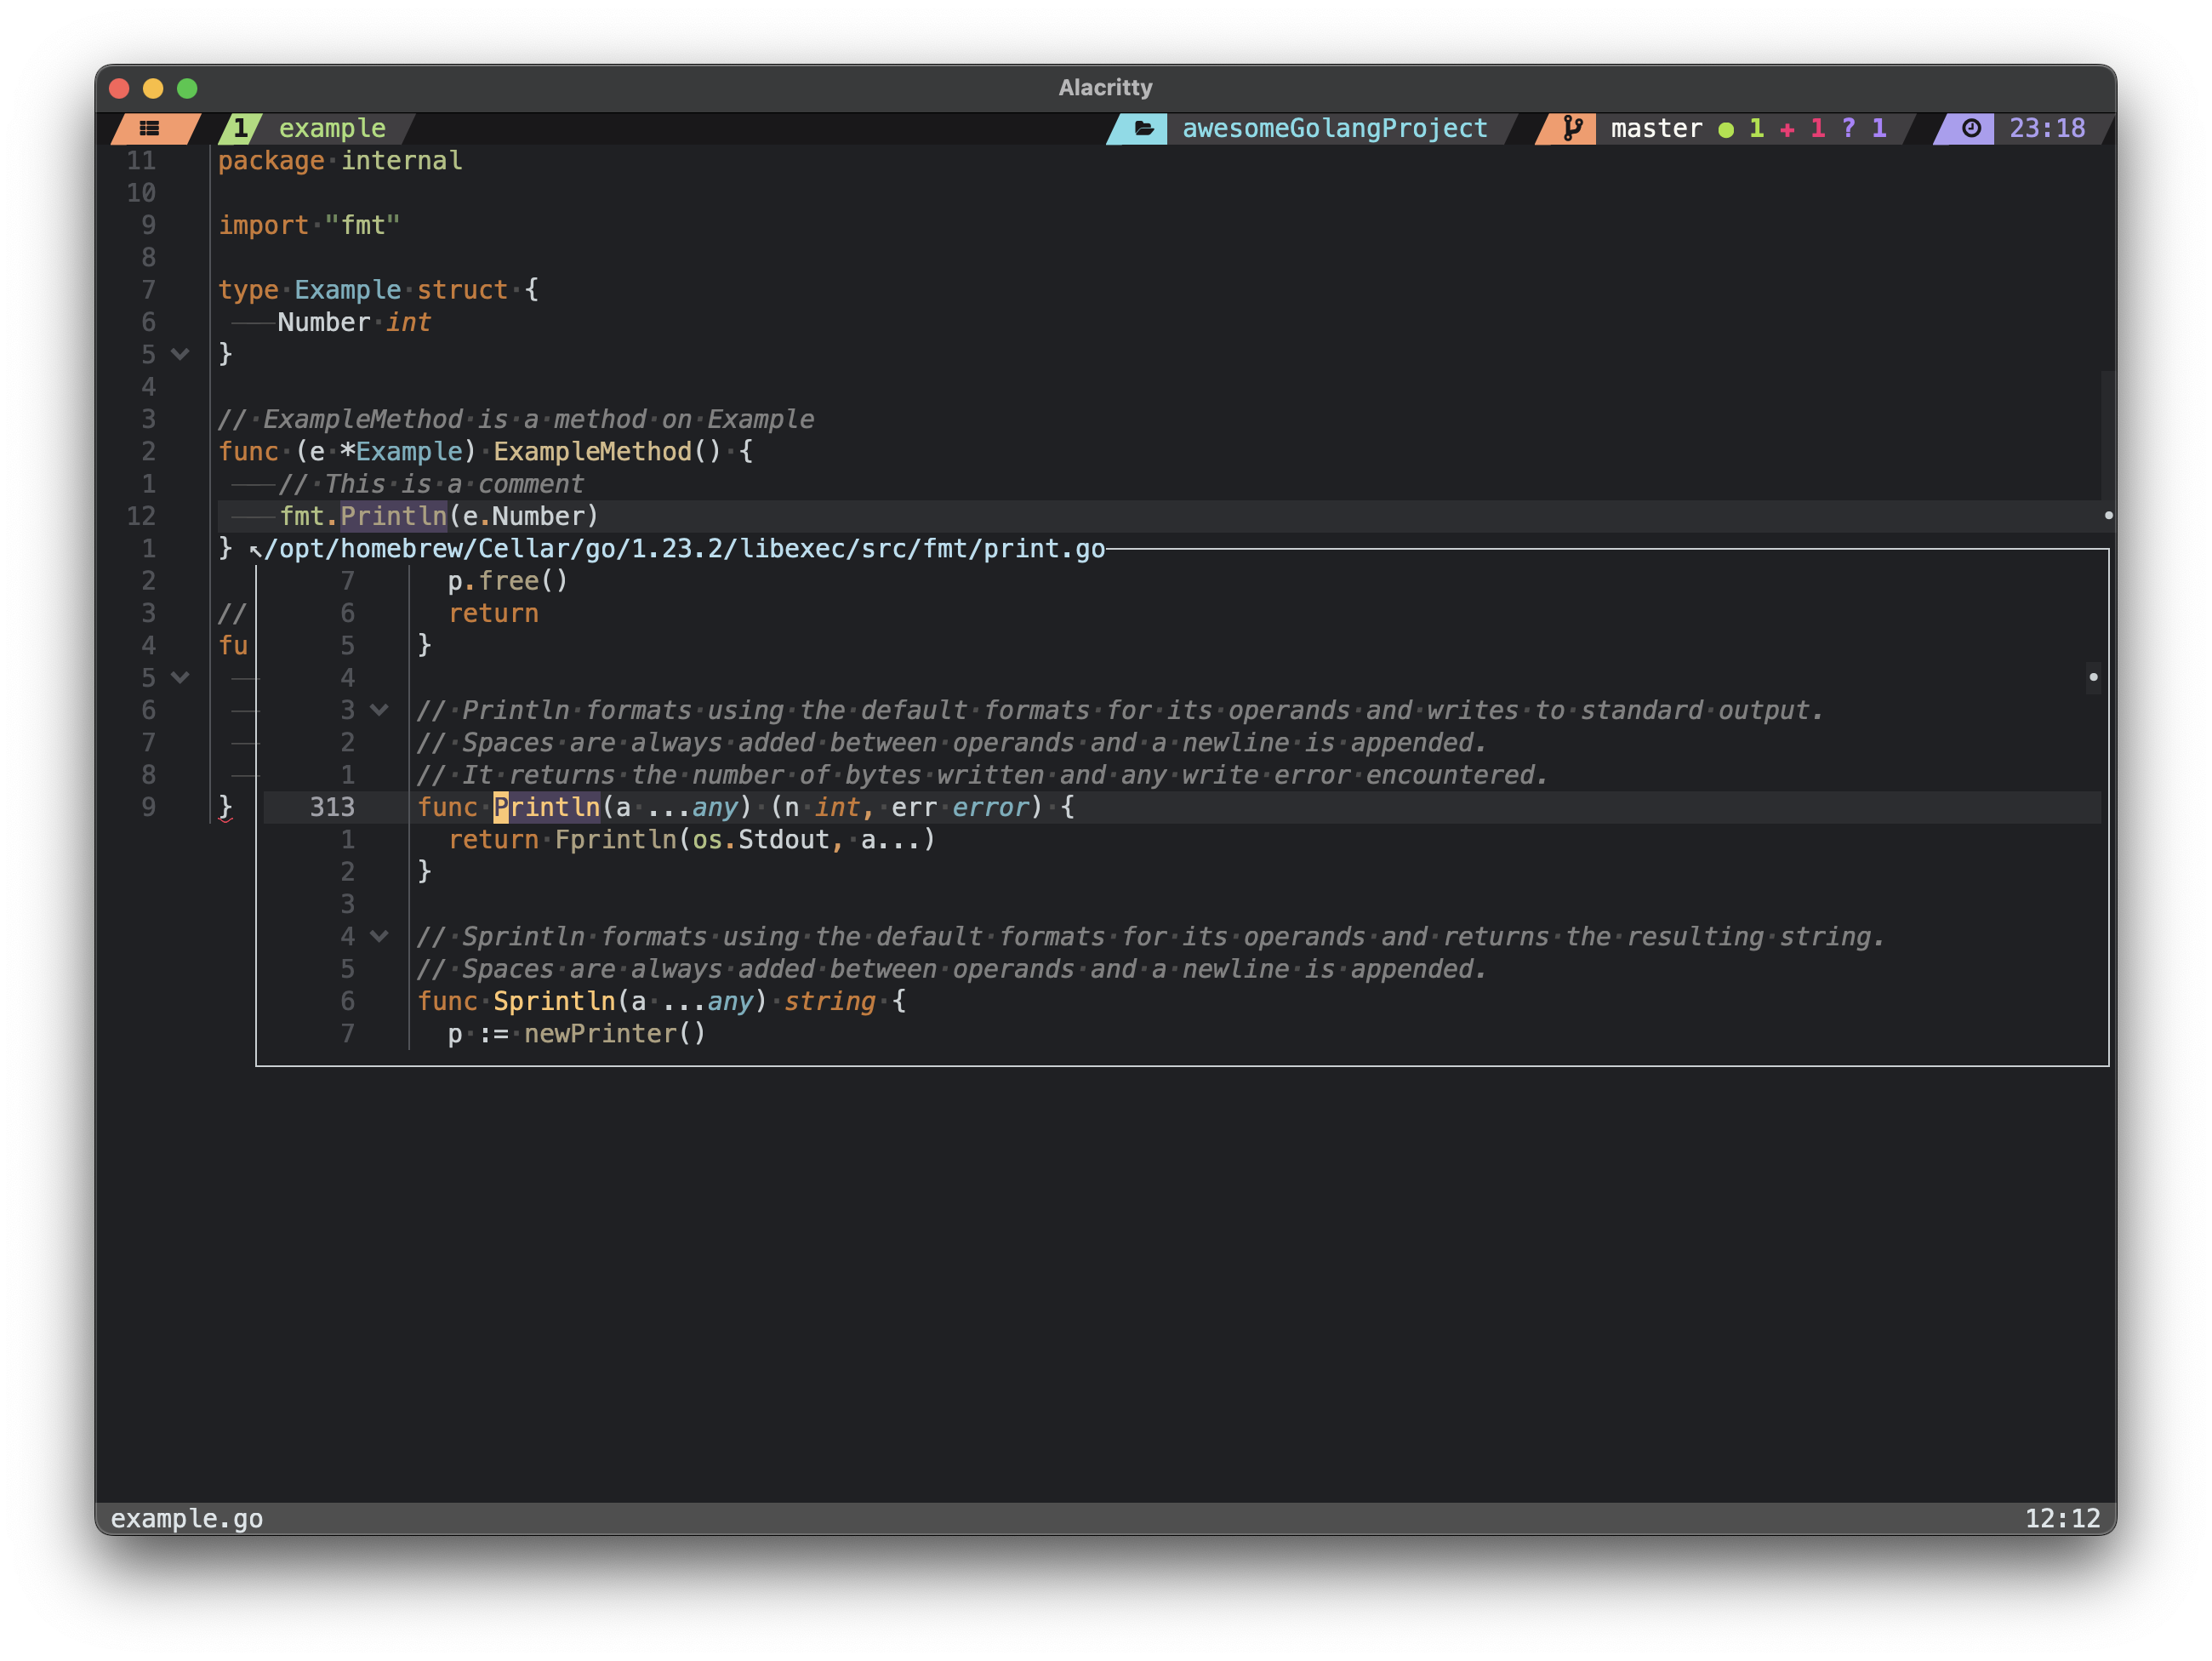 Alacritty
1 example awesomeGolangProject master ● 1 + 1 ? 1 23:18
11 package·internal
10
9 import·"fmt"
8
7 type·Example·struct·{
6 Number·int
5 }
4
3 //·ExampleMethod·is·a·method·on·Example
2 func·(e·*Example)·ExampleMethod()·{
1 //·This·is·a·comment
12 fmt.Println(e.Number)
1 } ↖/opt/homebrew/Cellar/go/1.23.2/libexec/src/fmt/print.go
2 7 p.free()
3 // 6 return
4 fu 5 }
5 4
6 3 //·Println·formats·using·the·default·formats·for·its·operands·and·writes·to·standard·output.
7 2 //·Spaces·are·always·added·between·operands·and·a·newline·is·appended.
8 1 //·It·returns·the·number·of·bytes·written·and·any·write·error·encountered.
9 } 313 func·Println(a·...any)·(n·int,·err·error)·{
1 return·Fprintln(os.Stdout,·a...)
2 }
3
4 //·Sprintln·formats·using·the·default·formats·for·its·operands·and·returns·the·resulting·string.
5 //·Spaces·are·always·added·between·operands·and·a·newline·is·appended.
6 func·Sprintln(a·...any)·string·{
7 p·:=·newPrinter()
example.go 12:12